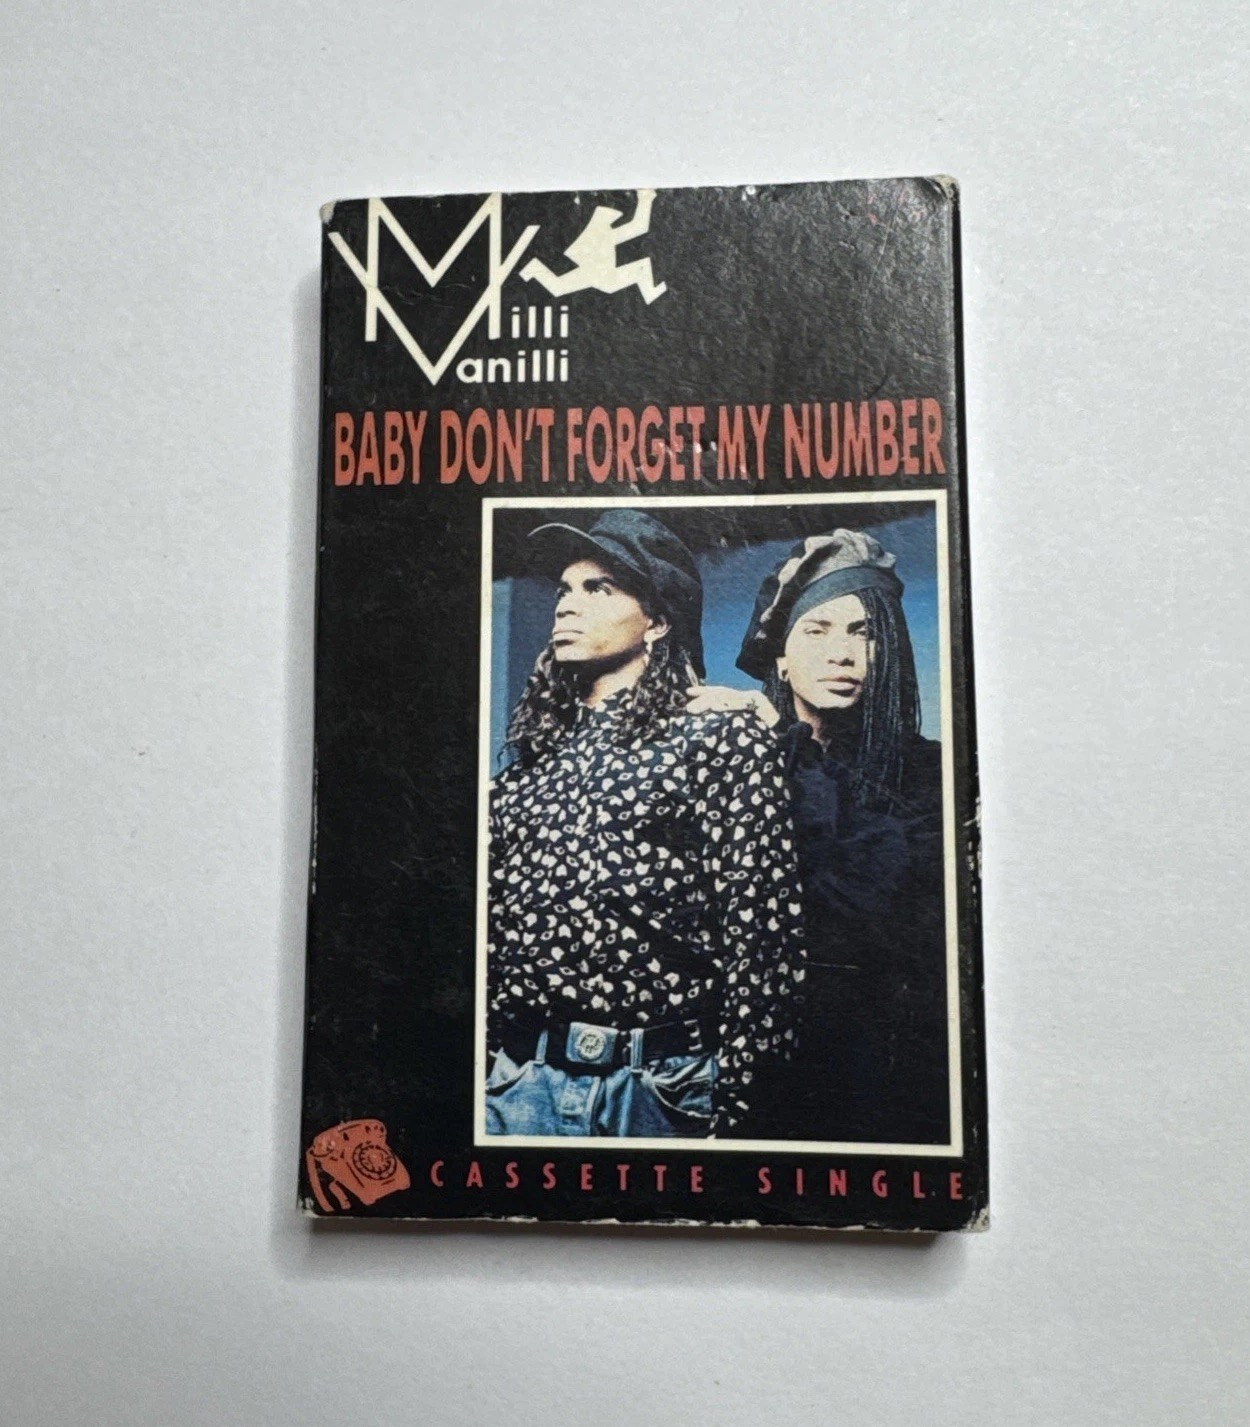 Milli
Vanilli
BABY DON'T FORGET MY NUMBER
CASSETTE SINGLE